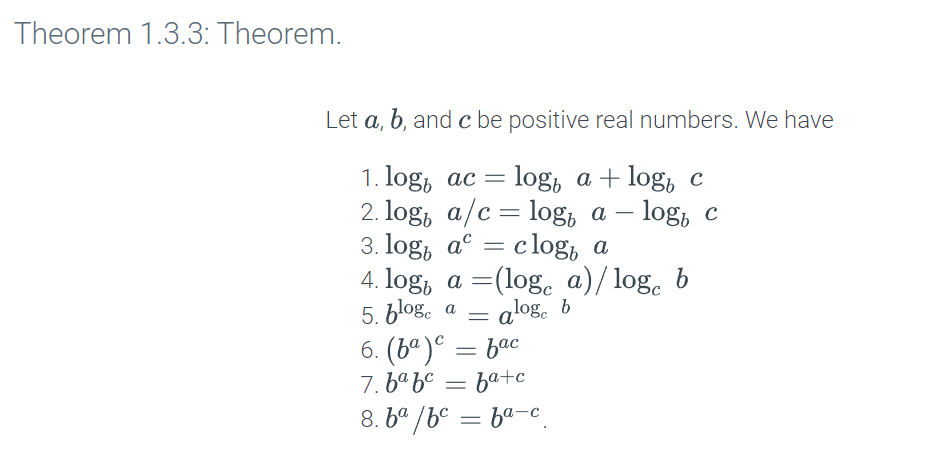 Theorem 1.3.3: Theorem.
Let a, b, and c be positive real numbers. We have
1. log_b ac = log_b a + log_b c
2. log_b a/c = log_b a − log_b c
3. log_b a^c = c log_b a
4. log_b a =(log_c a)/ log_c b
5. b^{log_c a} = a^{log_c b}
6. (b^a)^c = b^{ac}
7. b^a b^c = b^{a+c}
8. b^a /b^c = b^{a−c}.